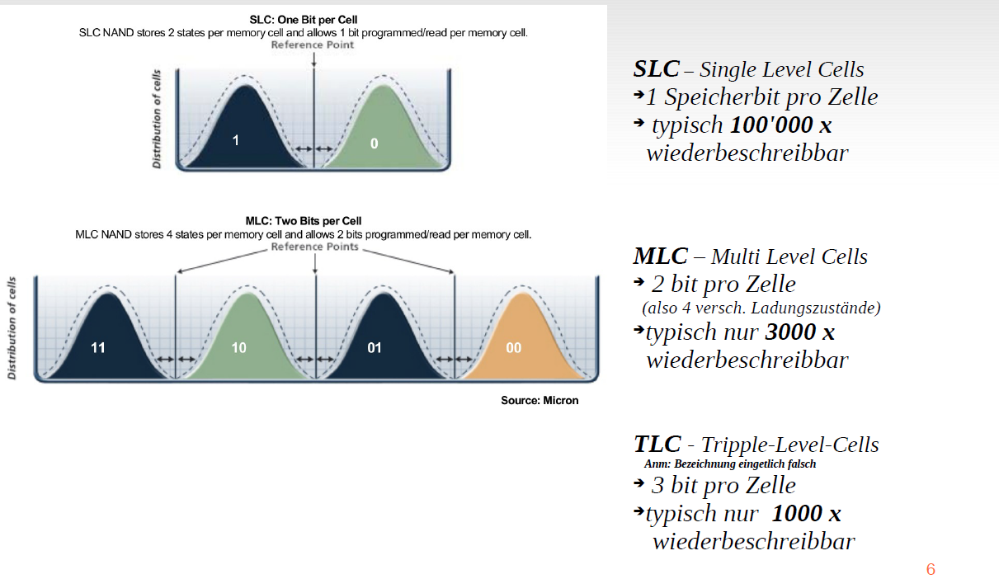 SLC: One Bit per Cell
SLC NAND stores 2 states per memory cell and allows 1 bit programmed/read per memory cell.
Reference Point
Distribution of cells
1
0
MLC: Two Bits per Cell
MLC NAND stores 4 states per memory cell and allows 2 bits programmed/read per memory cell.
Reference Points
Distribution of cells
11
10
01
00
Source: Micron
SLC – Single Level Cells
➔1 Speicherbit pro Zelle
➔ typisch 100'000 x
wiederbeschreibbar
MLC – Multi Level Cells
➔ 2 bit pro Zelle
(also 4 versch. Ladungszustände)
➔typisch nur 3000 x
wiederbeschreibbar
TLC - Tripple-Level-Cells
Anm: Bezeichnung eingetlich falsch
➔ 3 bit pro Zelle
➔typisch nur 1000 x
wiederbeschreibbar
6